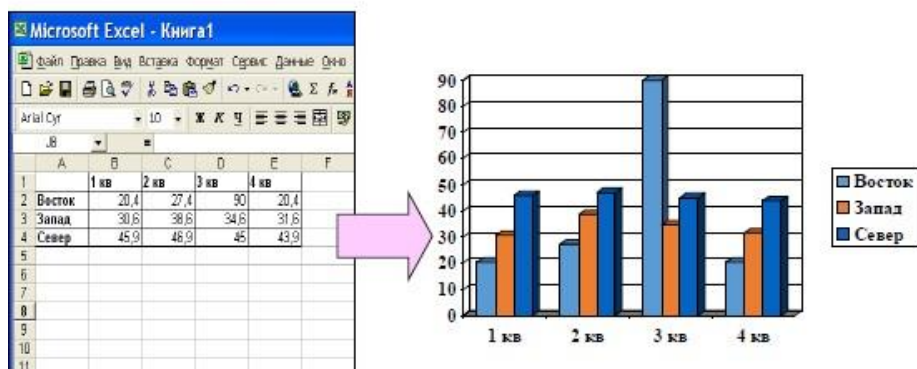 Microsoft Excel - Книга1
Файл Правка Вид Вставка Формат Сервис Данные Окно
Arial Cyr 10 Ж К Ч
J8 =
A B C D E F
1 1 кв 2 кв 3 кв 4 кв
2 Восток 20,4 27,4 90 20,4
3 Запад 30,6 38,6 34,6 31,6
4 Север 45,9 46,9 45 43,9
5
6
7
8
9
10
11
90
80
70
60
50
40
30
20
10
0
1 кв 2 кв 3 кв 4 кв
Восток
Запад
Север